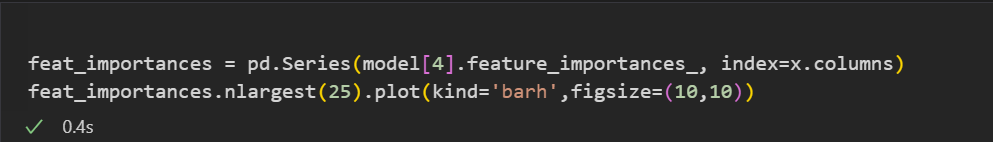 feat_importances = pd.Series(model[4].feature_importances_, index=x.columns)
feat_importances.nlargest(25).plot(kind='barh',figsize=(10,10))
0.4s